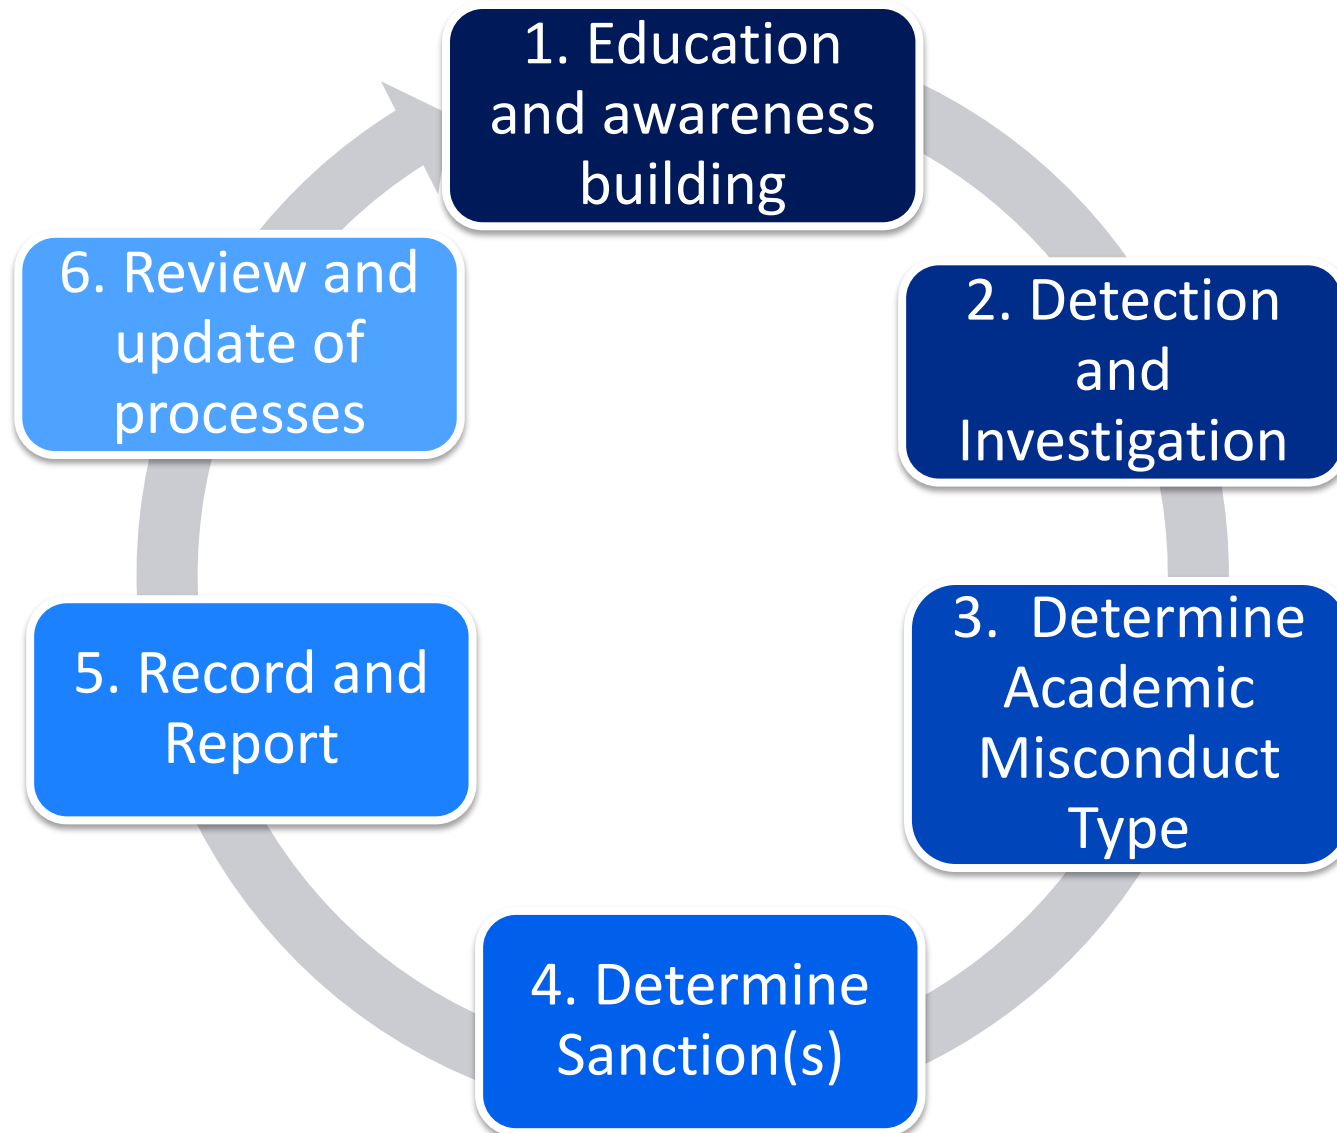 1. Education
and awareness
building
2. Detection
and
Investigation
3.  Determine
Academic
Misconduct
Type
4. Determine
Sanction(s)
5. Record and
Report
6. Review and
update of
processes